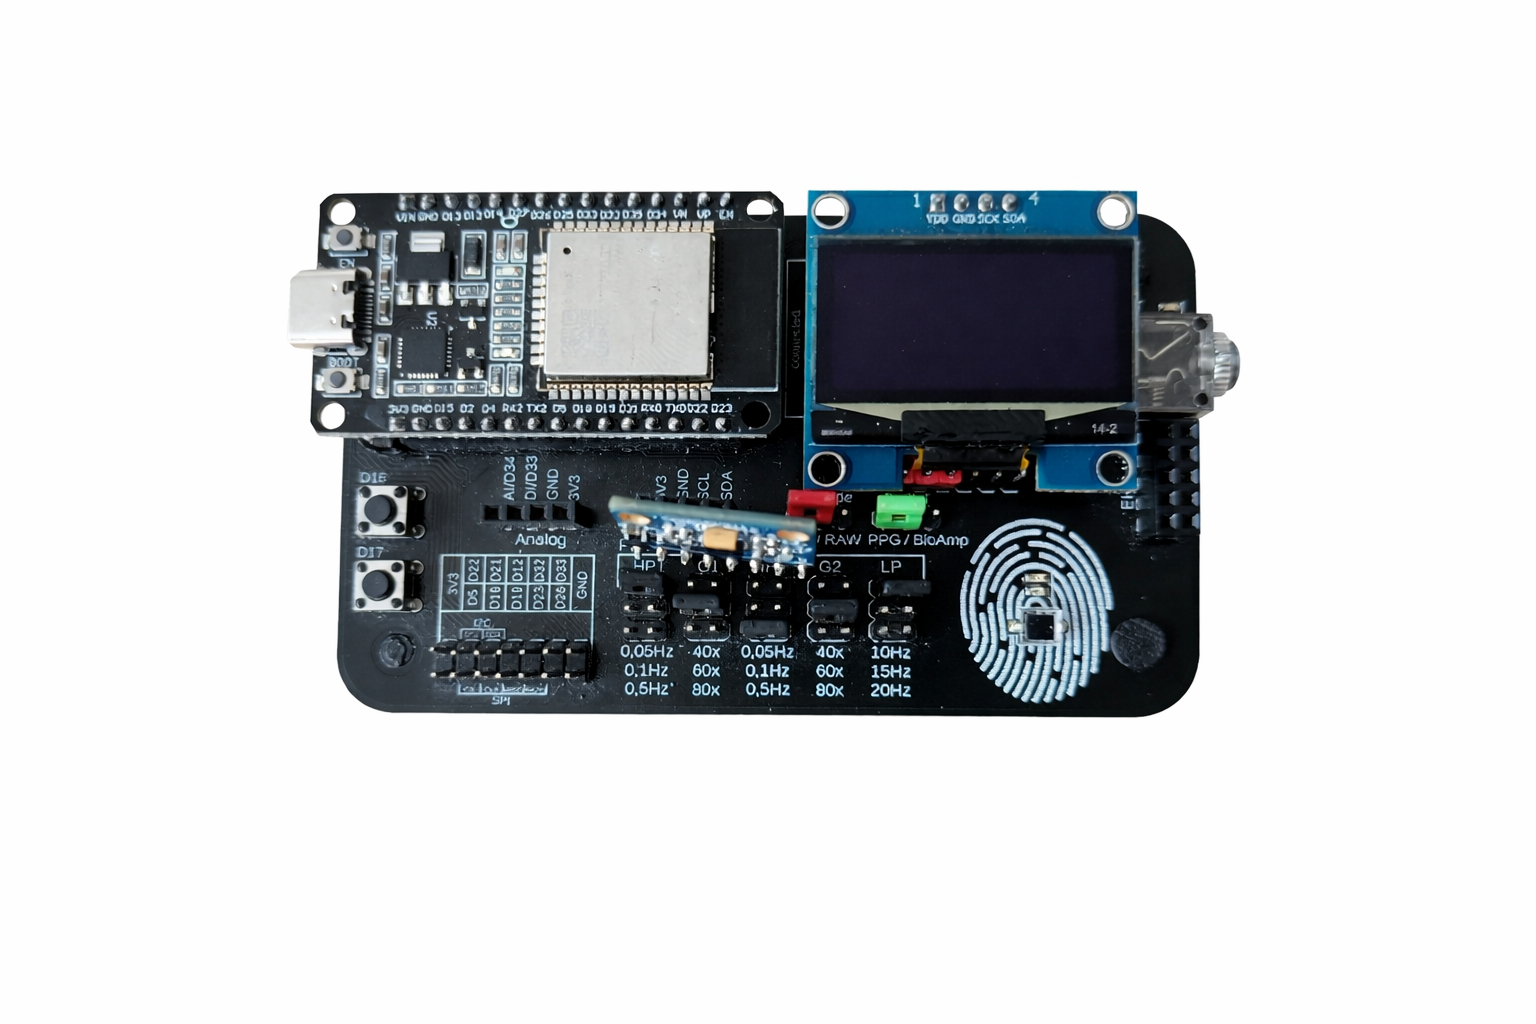 VIN GND D13 D12 D14 D27 D26 D25 D33 D32 D35 D34 VN VP EN
1 4
VDD GND SCK SDA
EN
U2
BOOT
3V3 GND D15 D2 D4 RX2 TX2 D5 D18 D19 D21 RX0 TX0 D22 D23
14-2
D16
AI/D34
DI/D33
GND
3V3
3V3
GND
SCL
SDA
Analog
/ RAW PPG / BioAmp
D17
3V3
D22 D21 D12 D32 D33
D5 D18 D19 D23 D26
GND
HP1 G1 G2 LP
0,05Hz 40x 0,05Hz 40x 10Hz
0,1Hz 60x 0,1Hz 60x 15Hz
0,5Hz 80x 0,5Hz 80x 20Hz